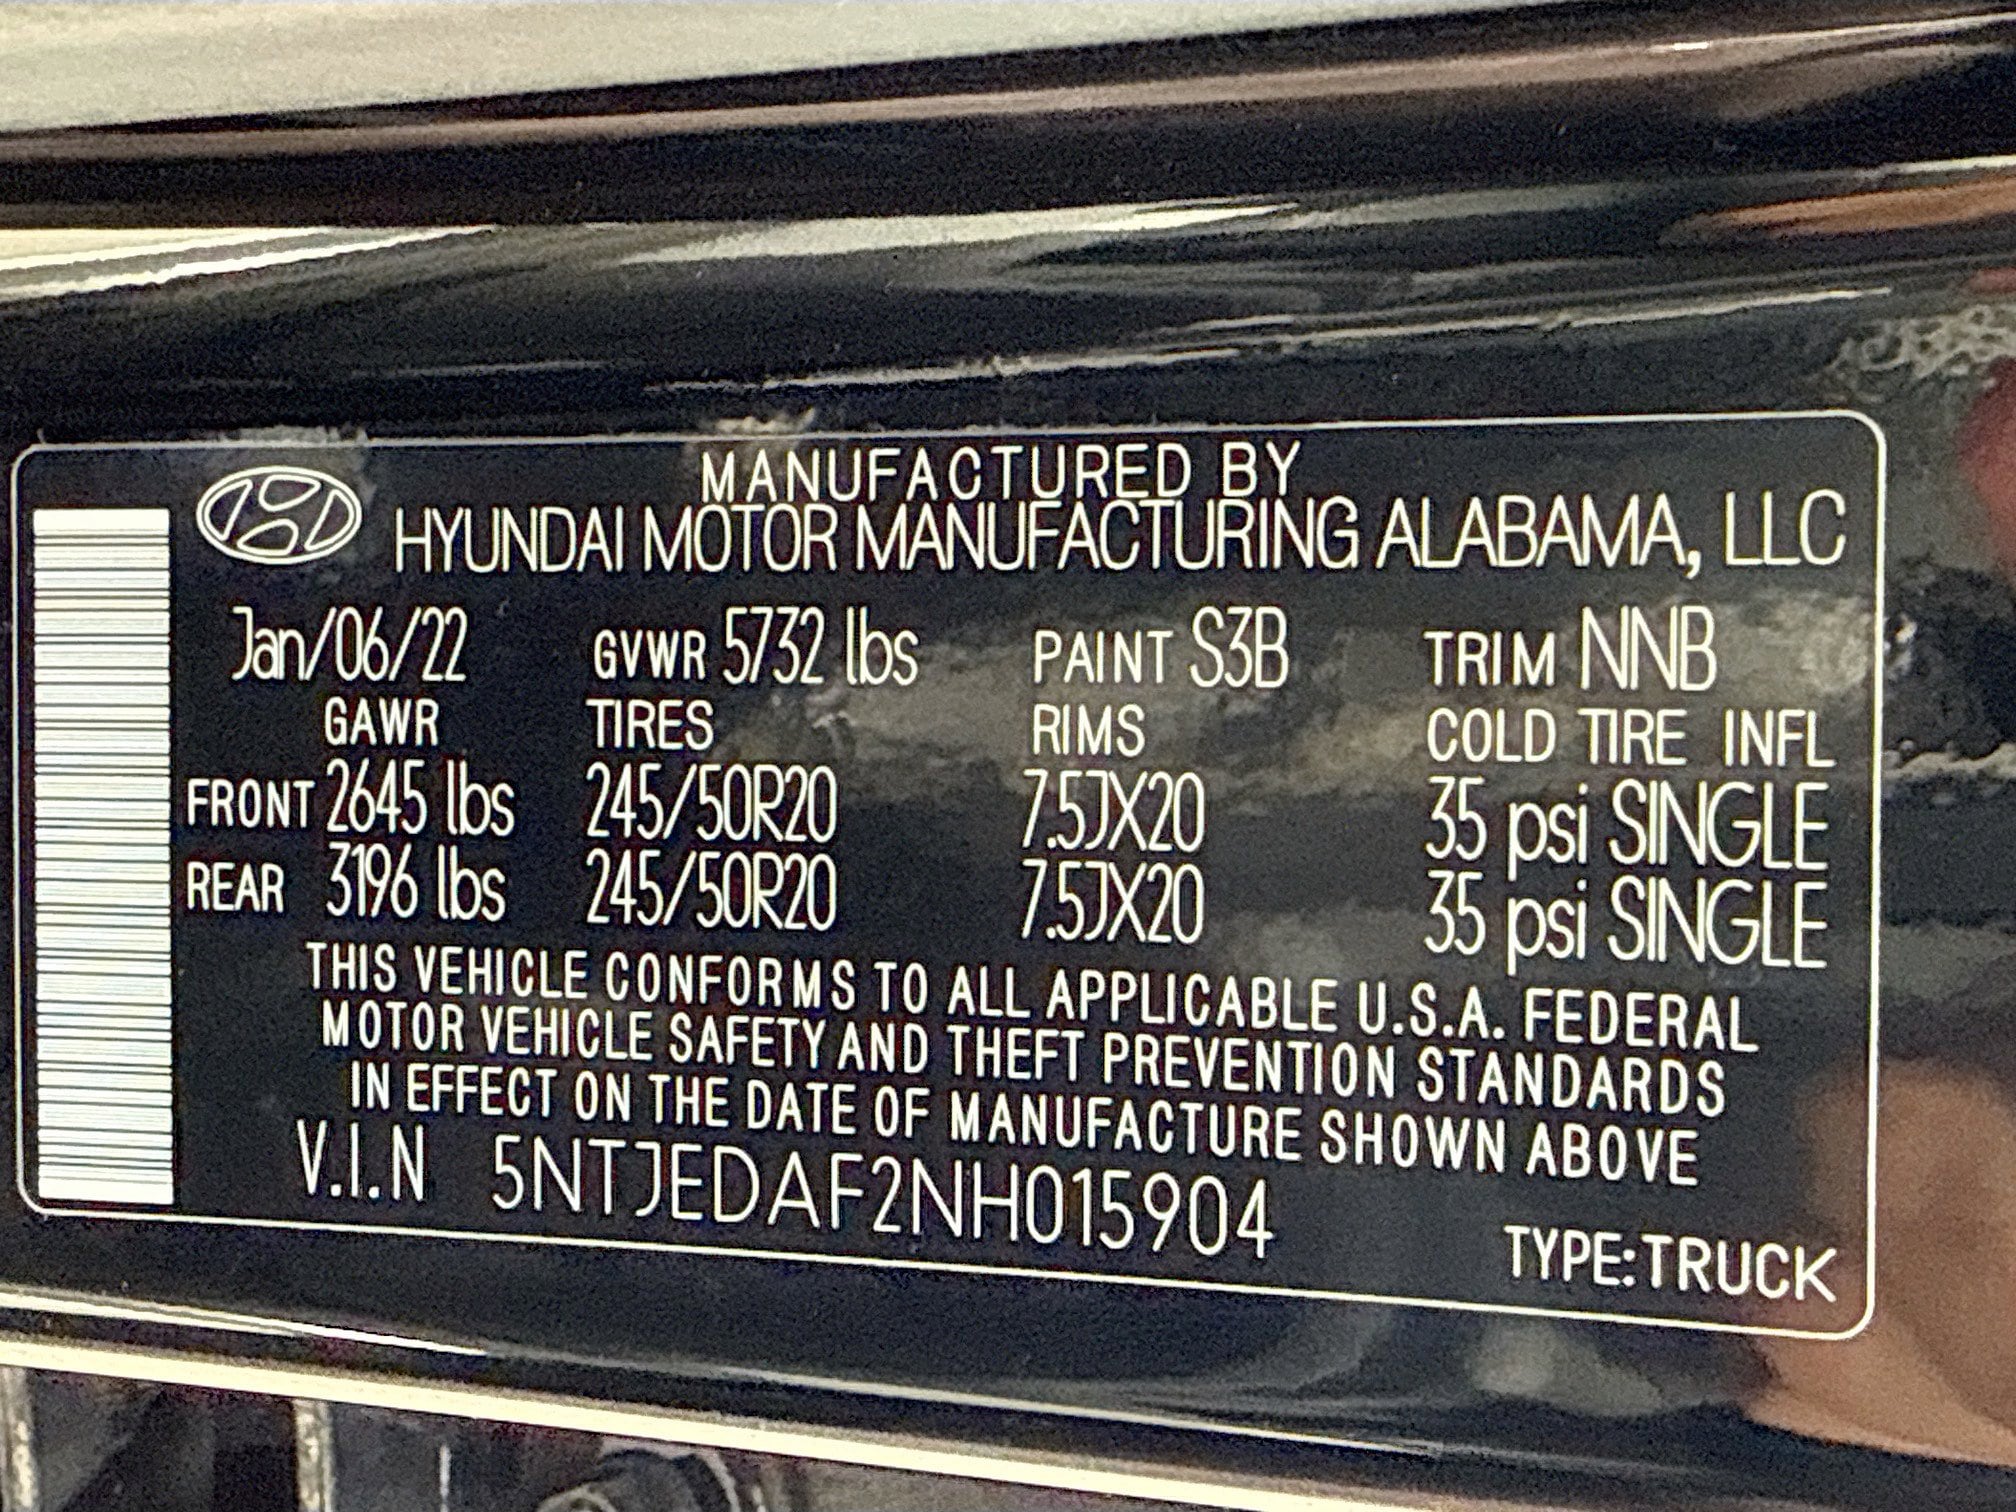 MANUFACTURED BY
HYUNDAI MOTOR MANUFACTURING ALABAMA, LLC
Jan/06/22 GVWR 5732 lbs PAINT S3B TRIM NNB
GAWR TIRES RIMS COLD TIRE INFL
FRONT 2645 lbs 245/50R20 7.5JX20 35 psi SINGLE
REAR 3196 lbs 245/50R20 7.5JX20 35 psi SINGLE
THIS VEHICLE CONFORMS TO ALL APPLICABLE U.S.A. FEDERAL
MOTOR VEHICLE SAFETY AND THEFT PREVENTION STANDARDS
IN EFFECT ON THE DATE OF MANUFACTURE SHOWN ABOVE
V.I.N 5NTJEDAF2NH015904
TYPE:TRUCK